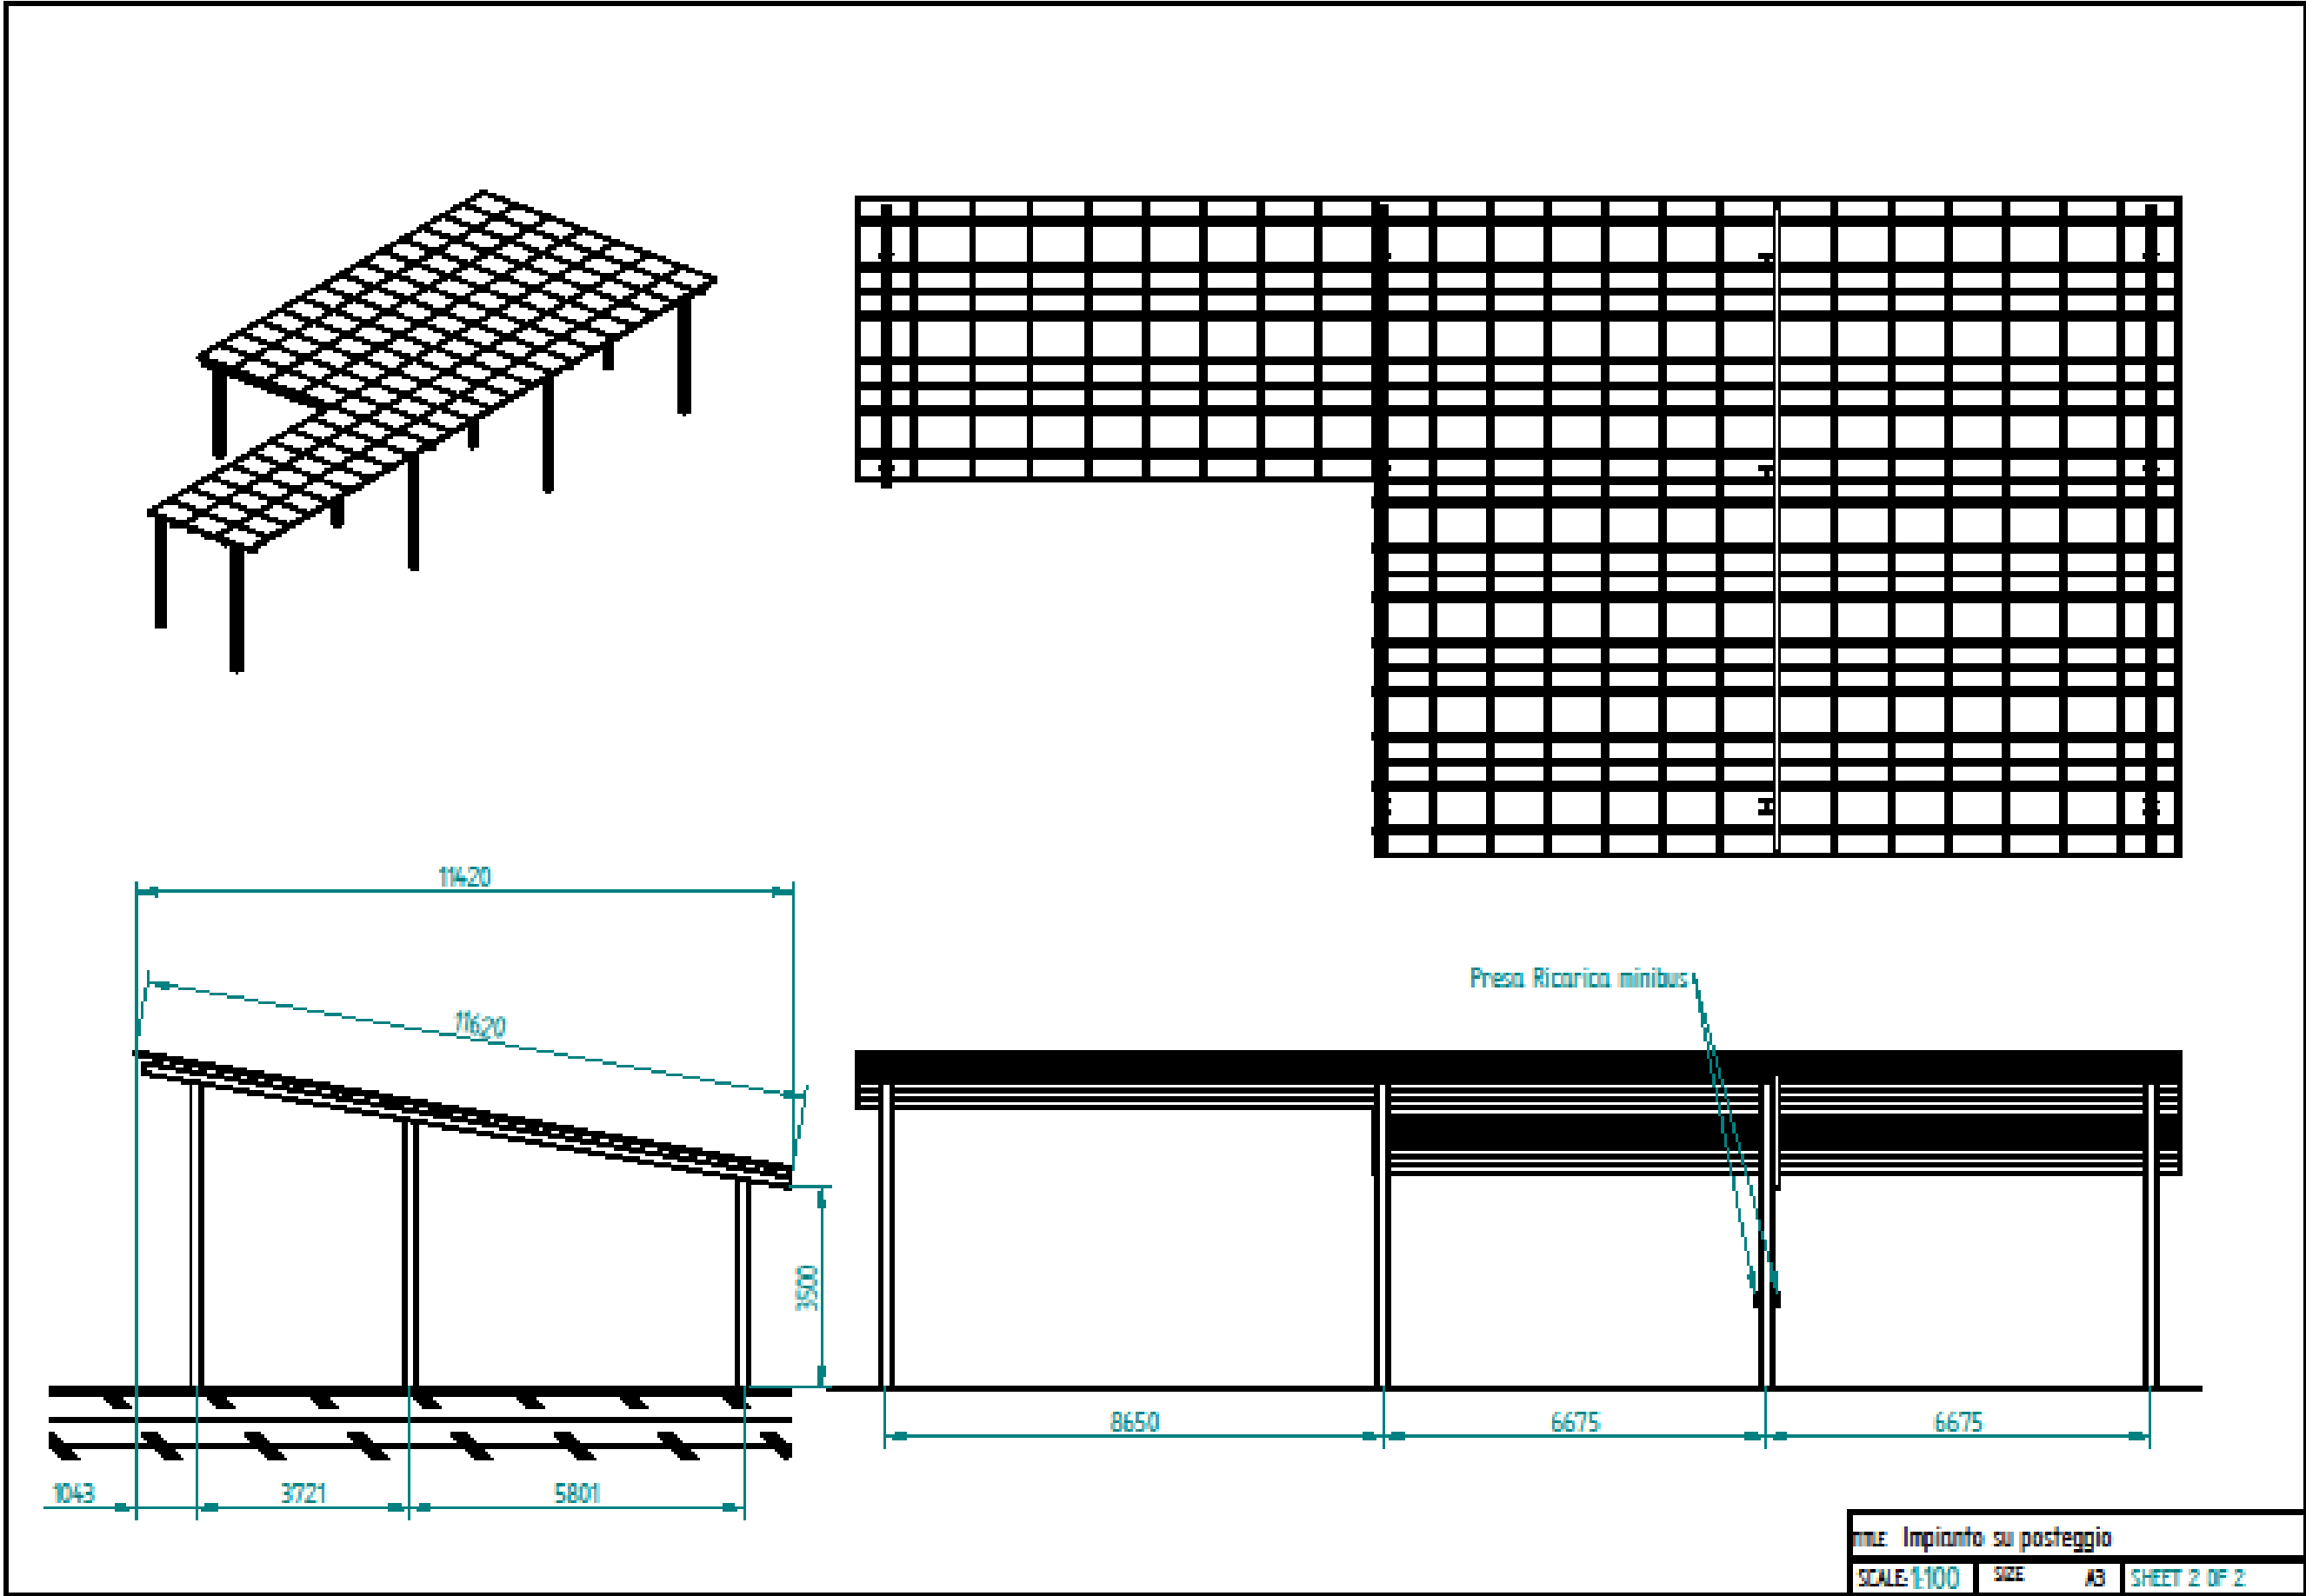 11420
11620
Presa Ricarica minibus
3500
8650
6675
6675
1043
3721
5801
TITLE: Impianto su posteggio
SCALE: 1:100
SIZE A3
SHEET 2 OF 2